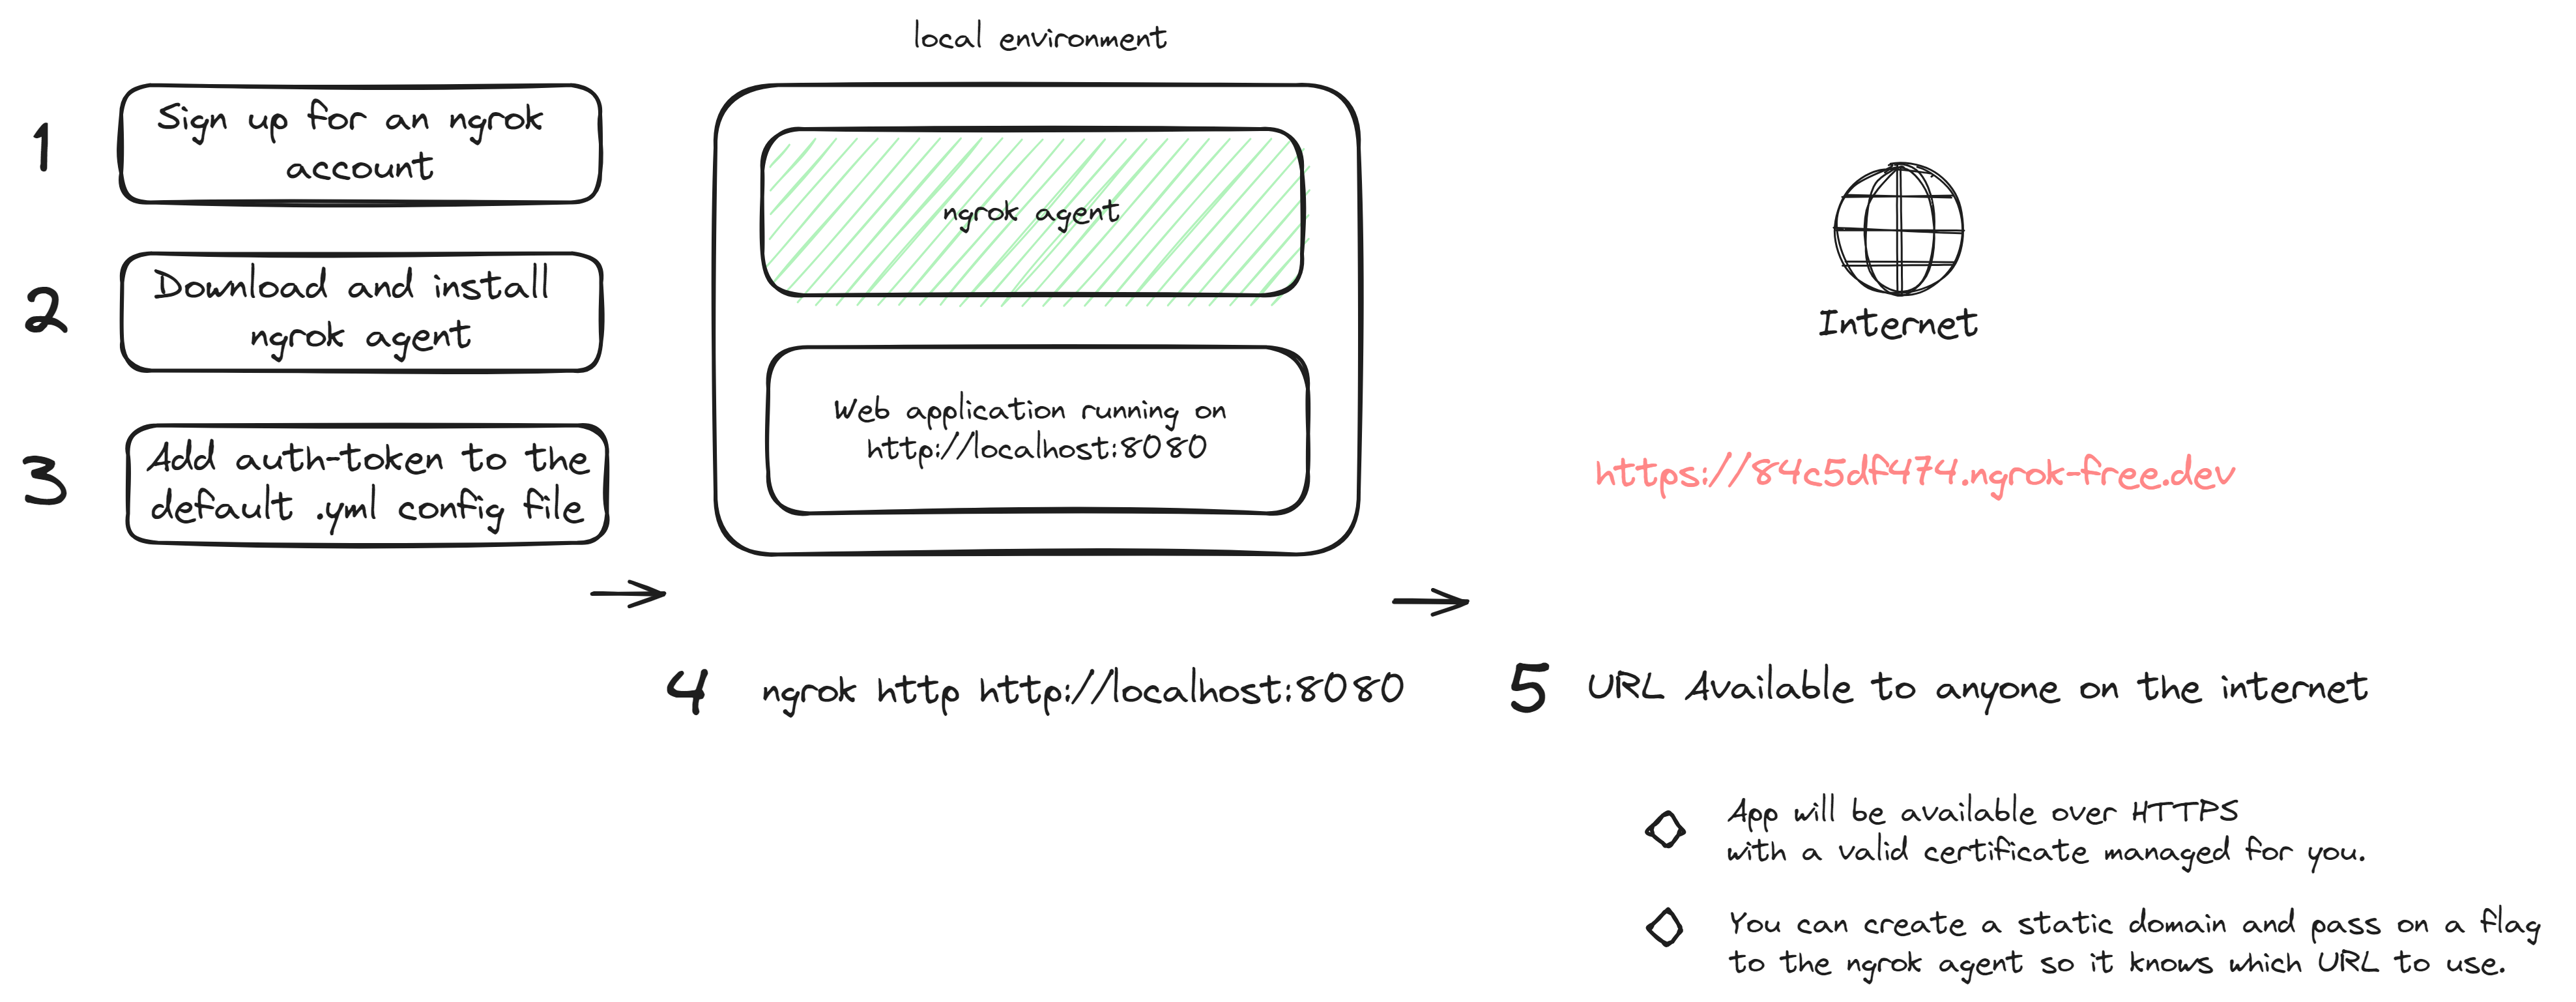 1
Sign up for an ngrok
account
2
Download and install
ngrok agent
3
Add auth-token to the
default .yml config file
local environment
ngrok agent
Web application running on
http://localhost:8080
4
ngrok http http://localhost:8080
Internet
https://84c5df474.ngrok-free.dev
5
URL Available to anyone on the internet
App will be available over HTTPS
with a valid certificate managed for you.
You can create a static domain and pass on a flag
to the ngrok agent so it knows which URL to use.